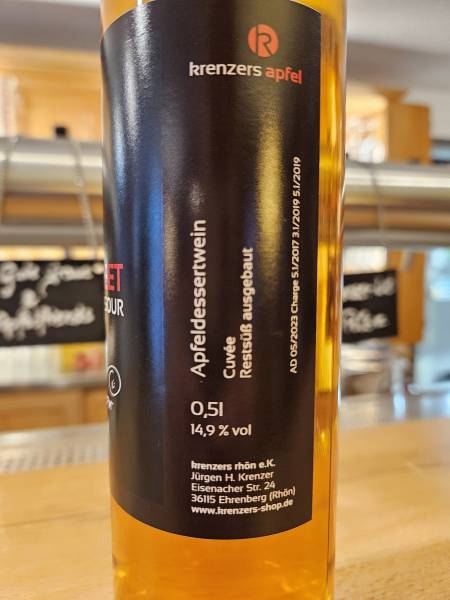 krenzers apfel
Apfeldessertwein
Cuvée
Restsüß ausgebaut
AD 05/2023 Charge 5.1/2017 3.1/2019 5.1/2019
0,5l
14,9 % vol
krenzers rhön e.K.
Jürgen H. Krenzer
Eisenacher Str. 24
36115 Ehrenberg (Rhön)
www.krenzers-shop.de
LET
SOUR